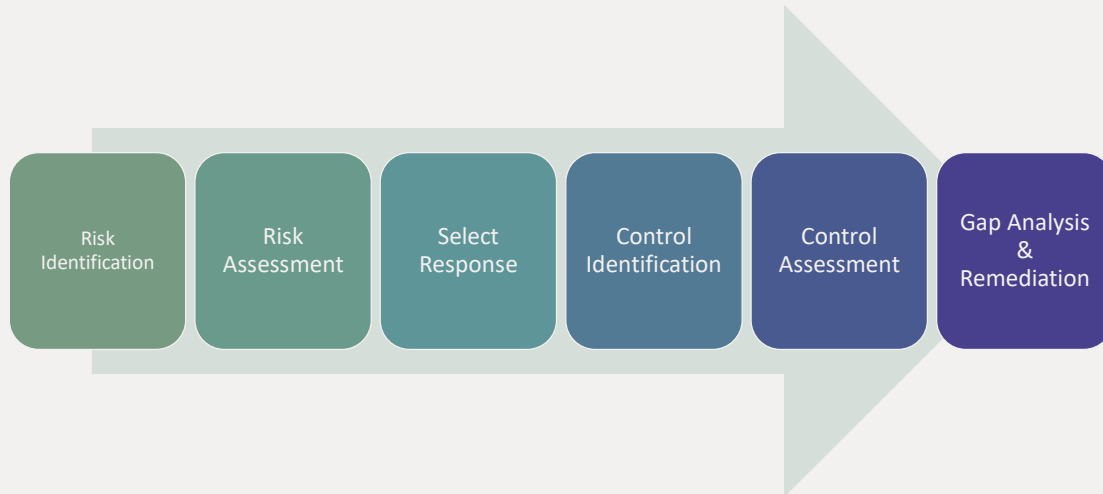 Risk
Identification
Risk
Assessment
Select
Response
Control
Identification
Control
Assessment
Gap Analysis
&
Remediation